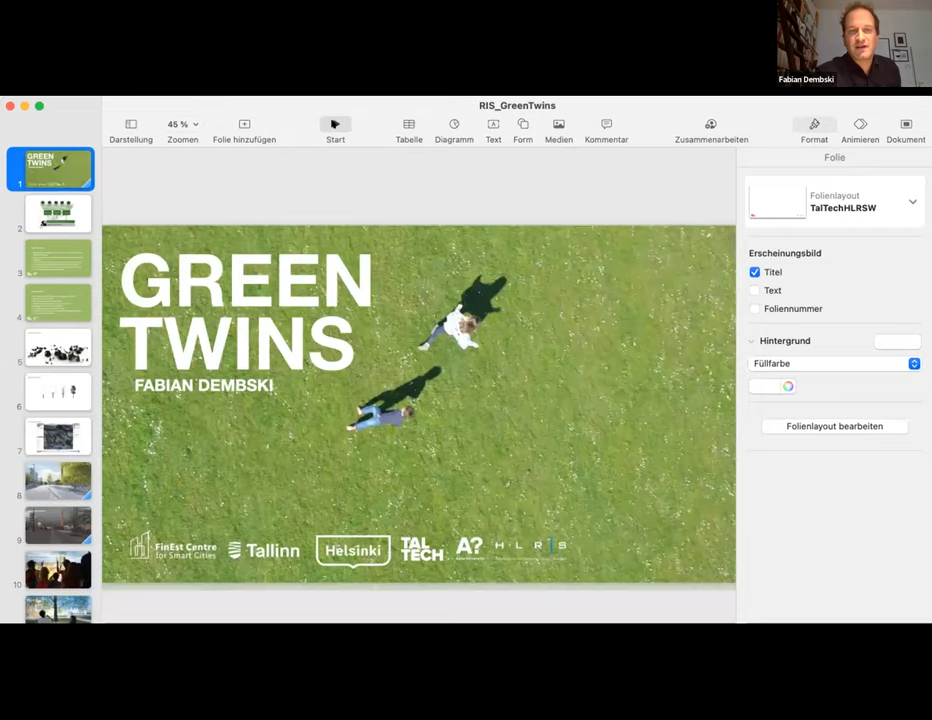 Fabian Dembski
RIS_GreenTwins
45 %
Darstellung
Zoomen
Folie hinzufügen
Start
Tabelle
Diagramm
Text
Form
Medien
Kommentar
Zusammenarbeiten
Format
Animieren
Dokument
Folie
GREEN
TWINS
1
2
3
4
5
6
7
8
9
10
GREEN
TWINS
FABIAN DEMBSKI
FinEst Centre
for Smart Cities
Tallinn
Helsinki
TAL
TECH
A?
H L R I S
Folienlayout
TalTechHLRSW
Erscheinungsbild
Titel
Text
Foliennummer
Hintergrund
Füllfarbe
Folienlayout bearbeiten